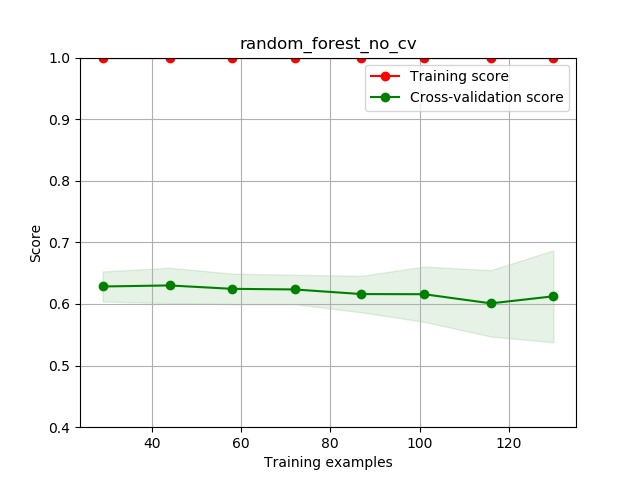 random_forest_no_cv
1.0
0.9
0.8
0.7
0.6
0.5
0.4
Score
Training score
Cross-validation score
40
60
80
100
120
Training examples